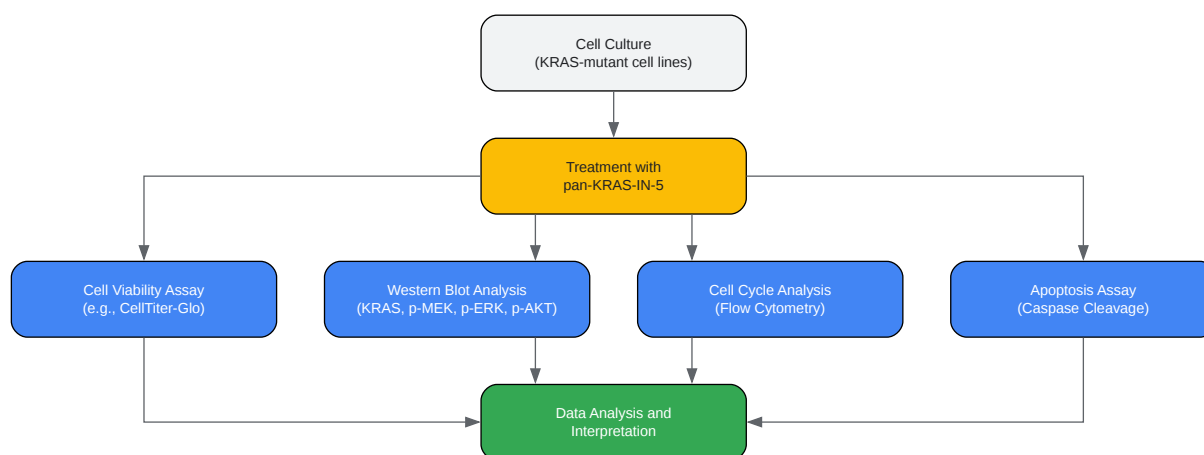 Cell Culture
(KRAS-mutant cell lines)
Treatment with
pan-KRAS-IN-5
Cell Viability Assay
(e.g., CellTiter-Glo)
Western Blot Analysis
(KRAS, p-MEK, p-ERK, p-AKT)
Cell Cycle Analysis
(Flow Cytometry)
Apoptosis Assay
(Caspase Cleavage)
Data Analysis and
Interpretation